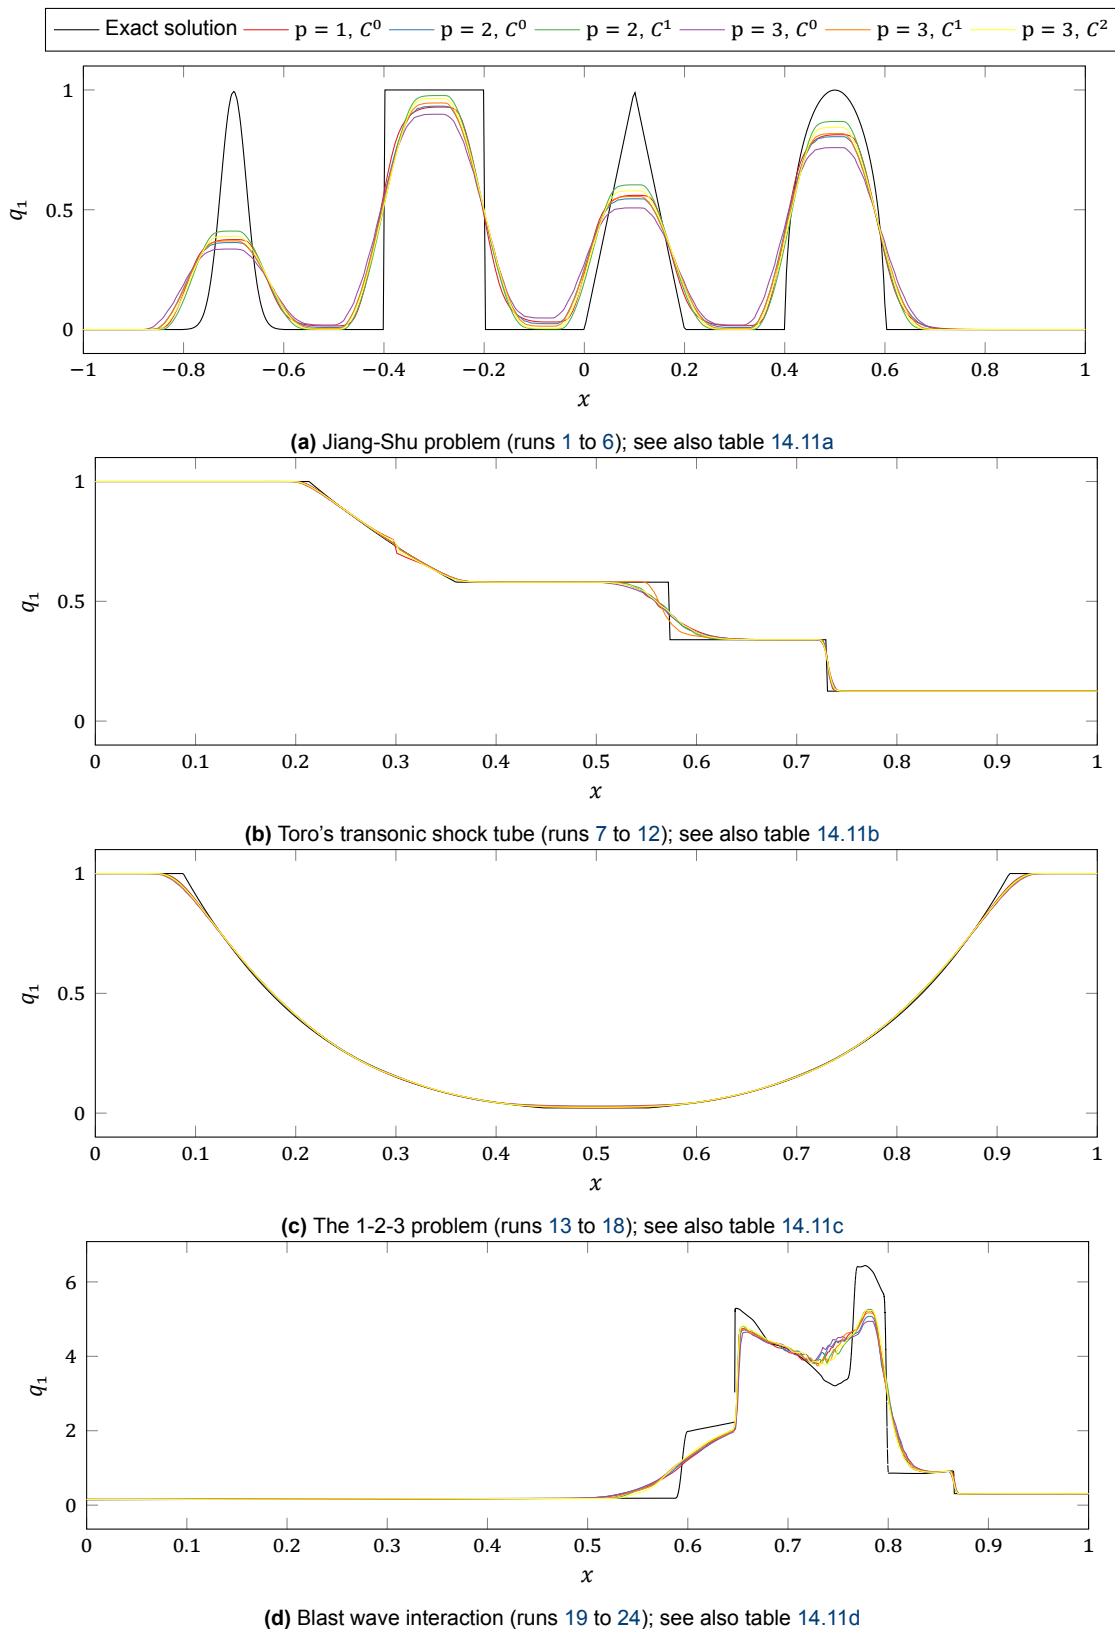 Exact solution p = 1, C⁰ p = 2, C⁰ p = 2, C¹ p = 3, C⁰ p = 3, C¹ p = 3, C²
1
0.5
0
q₁
−1 −0.8 −0.6 −0.4 −0.2 0 0.2 0.4 0.6 0.8 1
x
(a) Jiang-Shu problem (runs 1 to 6); see also table 14.11a
1
0.5
0
q₁
0 0.1 0.2 0.3 0.4 0.5 0.6 0.7 0.8 0.9 1
x
(b) Toro's transonic shock tube (runs 7 to 12); see also table 14.11b
1
0.5
0
q₁
0 0.1 0.2 0.3 0.4 0.5 0.6 0.7 0.8 0.9 1
x
(c) The 1-2-3 problem (runs 13 to 18); see also table 14.11c
6
4
2
0
q₁
0 0.1 0.2 0.3 0.4 0.5 0.6 0.7 0.8 0.9 1
x
(d) Blast wave interaction (runs 19 to 24); see also table 14.11d